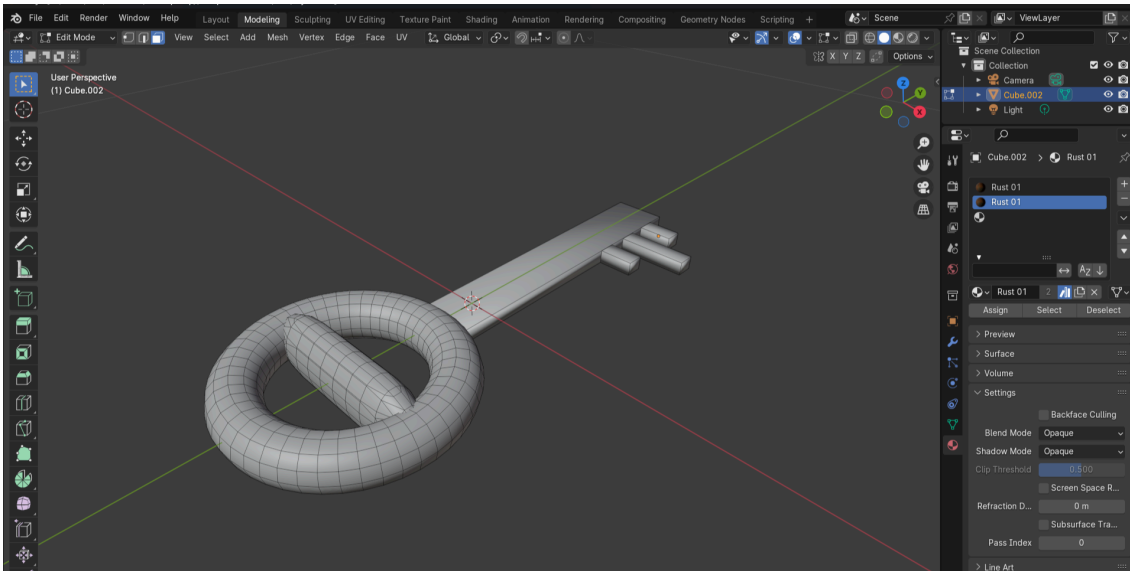 File Edit Render Window Help Layout Modeling Sculpting UV Editing Texture Paint Shading Animation Rendering Compositing Geometry Nodes Scripting + Scene ViewLayer
Edit Mode View Select Add Mesh Vertex Edge Face UV Global
X Y Z Options
User Perspective
(1) Cube.002
Z
Y
X
Scene Collection
Collection
Camera
Cube.002
Light
Cube.002 > Rust 01
Rust 01
Rust 01
Rust 01 2
Assign Select Deselect
Preview
Surface
Volume
Settings
Backface Culling
Blend Mode Opaque
Shadow Mode Opaque
Clip Threshold 0.500
Screen Space R...
Refraction D... 0 m
Subsurface Tra...
Pass Index 0
Line Art